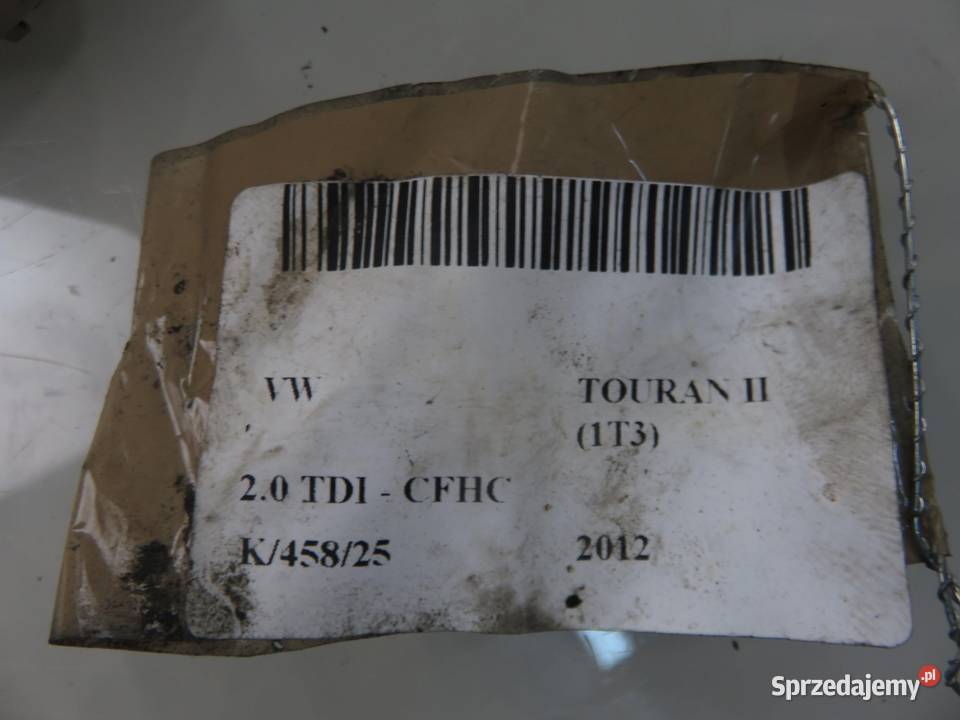 VW TOURAN II
(1T3)
2.0 TDI - CFHC
K/458/25 2012
Sprzedajemy.pl